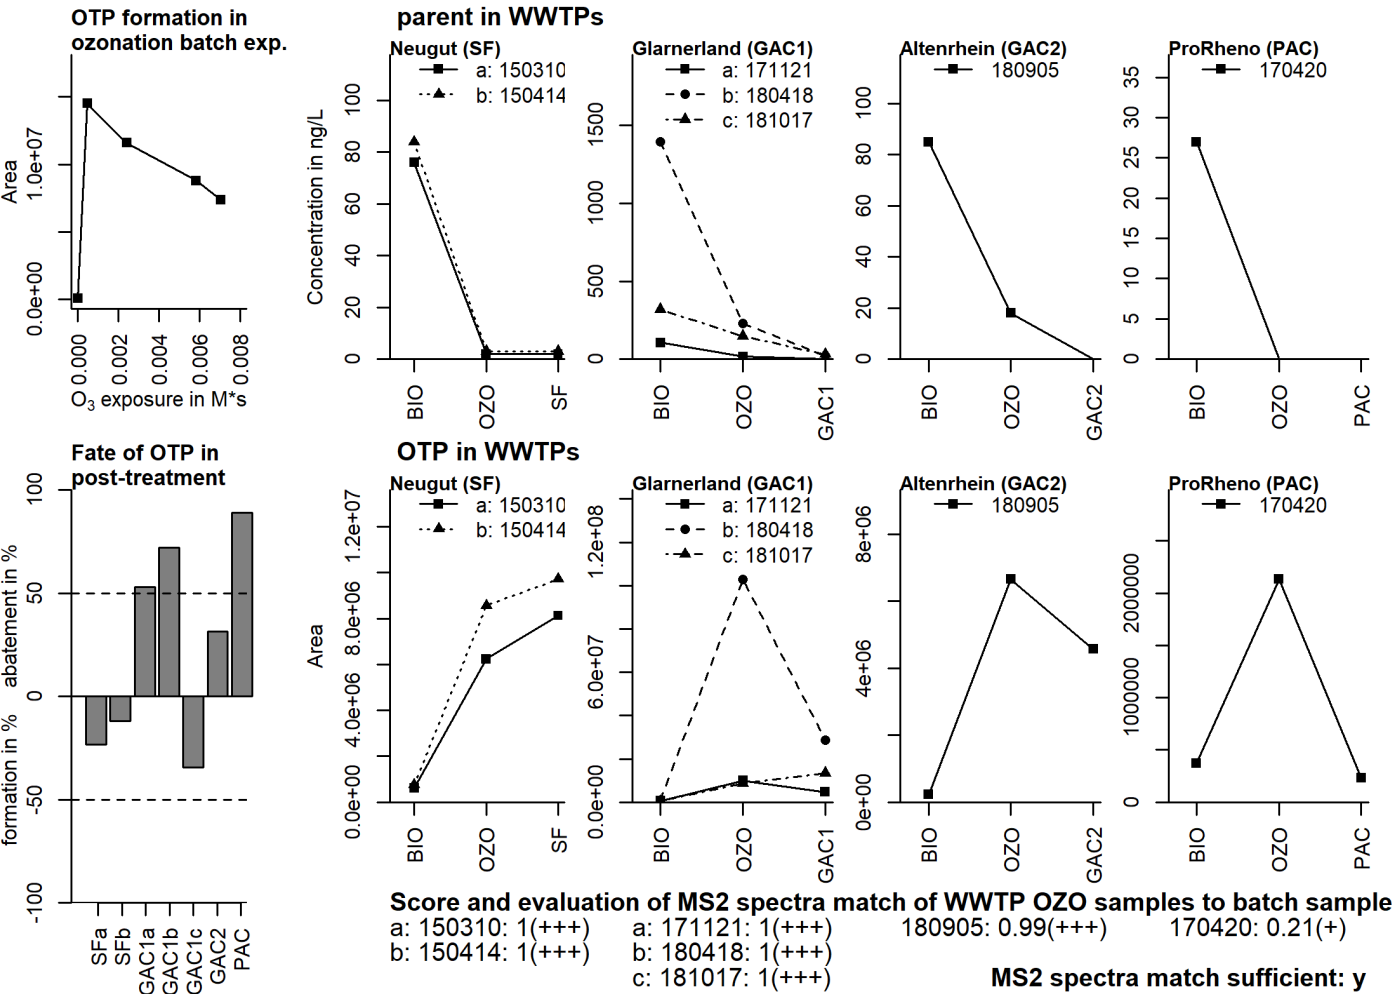 OTP formation in
ozonation batch exp.
Area
0.0e+00
1.0e+07
0.000
0.002
0.004
0.006
0.008
O3 exposure in M*s
parent in WWTPs
Neugut (SF)
a: 150310
b: 150414
Concentration in ng/L
0
20
40
60
80
100
BIO
OZO
SF
Glarnerland (GAC1)
a: 171121
b: 180418
c: 181017
0
500
1000
1500
BIO
OZO
GAC1
Altenrhein (GAC2)
180905
0
20
40
60
80
100
BIO
OZO
GAC2
ProRheno (PAC)
170420
0
5
10
15
20
25
30
35
BIO
OZO
PAC
Fate of OTP in
post-treatment
formation in %
abatement in %
-100
-50
0
50
100
SFa
SFb
GAC1a
GAC1b
GAC1c
GAC2
PAC
OTP in WWTPs
Neugut (SF)
a: 150310
b: 150414
Area
0.0e+00
4.0e+06
8.0e+06
1.2e+07
BIO
OZO
SF
Glarnerland (GAC1)
a: 171121
b: 180418
c: 181017
0.0e+00
6.0e+07
1.2e+08
BIO
OZO
GAC1
Altenrhein (GAC2)
180905
0e+00
4e+06
8e+06
BIO
OZO
GAC2
ProRheno (PAC)
170420
0
1000000
2000000
BIO
OZO
PAC
Score and evaluation of MS2 spectra match of WWTP OZO samples to batch sample
a: 150310: 1(+++)
b: 150414: 1(+++)
a: 171121: 1(+++)
b: 180418: 1(+++)
c: 181017: 1(+++)
180905: 0.99(+++)
170420: 0.21(+)
MS2 spectra match sufficient: y